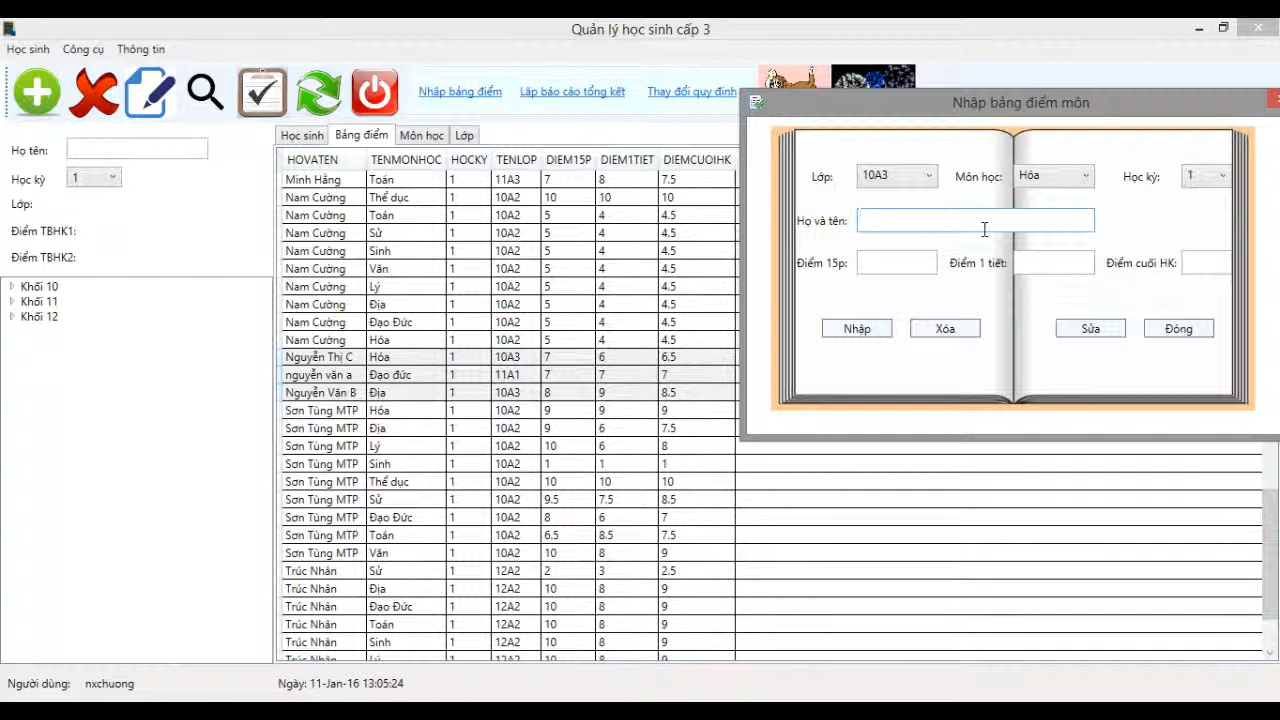 Quản lý học sinh cấp 3
Học sinh Công cụ Thông tin
Nhập bảng điểm Lập báo cáo tổng kết Thay đổi quy định
Nhập bảng điểm môn
Lớp: 10A3 Môn học: Hóa Học kỳ: 1
Họ và tên:
Điểm 15p: Điểm 1 tiết: Điểm cuối HK:
Nhập Xóa Sửa Đóng
Họ tên:
Học kỳ 1
Lớp:
Điểm TBHK1:
Điểm TBHK2:
Khối 10
Khối 11
Khối 12
Học sinh Bảng điểm Môn học Lớp
HOVATEN TENMONHOC HOCKY TENLOP DIEM15P DIEM1TIET DIEMCUOIHK
Minh Hằng Toán 1 11A3 7 8 7.5
Nam Cường Thể dục 1 10A2 10 10 10
Nam Cường Toán 1 10A2 5 4 4.5
Nam Cường Sử 1 10A2 5 4 4.5
Nam Cường Sinh 1 10A2 5 4 4.5
Nam Cường Văn 1 10A2 5 4 4.5
Nam Cường Lý 1 10A2 5 4 4.5
Nam Cường Địa 1 10A2 5 4 4.5
Nam Cường Đạo Đức 1 10A2 5 4 4.5
Nam Cường Hóa 1 10A2 5 4 4.5
Nguyễn Thị C Hóa 1 10A3 7 6 6.5
nguyễn văn a Đạo đức 1 11A1 7 7 7
Nguyễn Văn B Địa 1 10A3 8 9 8.5
Sơn Tùng MTP Hóa 1 10A2 9 9 9
Sơn Tùng MTP Địa 1 10A2 9 6 7.5
Sơn Tùng MTP Lý 1 10A2 10 6 8
Sơn Tùng MTP Sinh 1 10A2 1 1 1
Sơn Tùng MTP Thể dục 1 10A2 10 10 10
Sơn Tùng MTP Sử 1 10A2 9.5 7.5 8.5
Sơn Tùng MTP Đạo Đức 1 10A2 8 6 7
Sơn Tùng MTP Toán 1 10A2 6.5 8.5 7.5
Sơn Tùng MTP Văn 1 10A2 10 8 9
Trúc Nhân Sử 1 12A2 2 3 2.5
Trúc Nhân Địa 1 12A2 10 8 9
Trúc Nhân Đạo Đức 1 12A2 10 8 9
Trúc Nhân Toán 1 12A2 10 8 9
Trúc Nhân Sinh 1 12A2 10 8 9
Trúc Nhân Lý 1 12A2 10 8 9
Người dùng: nxchuong Ngày: 11-Jan-16 13:05:24